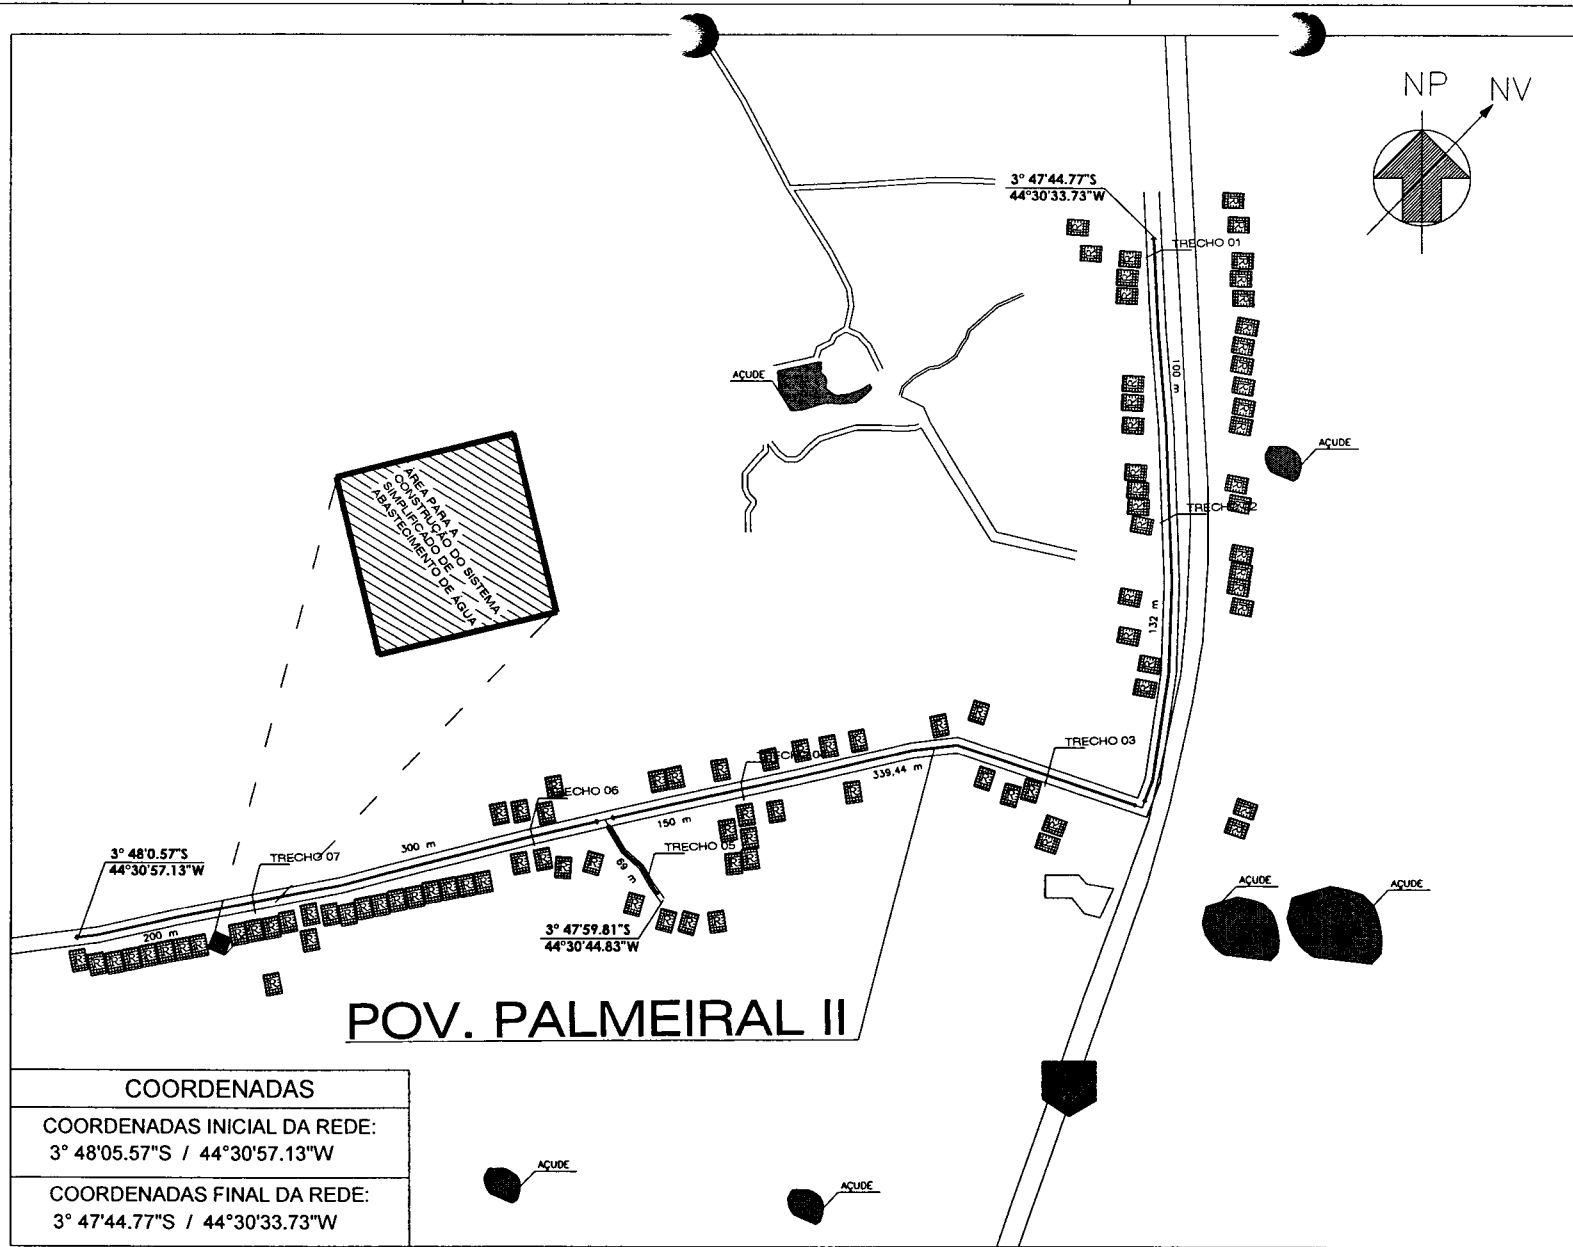 NP
NV
3° 47'44.77"S
44°30'33.73"W
TRECHO 01
100 m
AÇUDE
AÇUDE
TRECHO 02
ÁREA PARA A
CONSTRUÇÃO DO SISTEMA
SIMPLIFICADO DE
ABASTECIMENTO DE ÁGUA
132 m
TRECHO 03
339,44 m
TRECHO 06
150 m
TRECHO 05
69 m
300 m
3° 48'0.57"S
44°30'57.13"W
TRECHO 07
200 m
3° 47'59.81"S
44°30'44.83"W
AÇUDE
AÇUDE
POV. PALMEIRAL II
COORDENADAS
COORDENADAS INICIAL DA REDE:
3° 48'05.57"S / 44°30'57.13"W
COORDENADAS FINAL DA REDE:
3° 47'44.77"S / 44°30'33.73"W
AÇUDE
AÇUDE